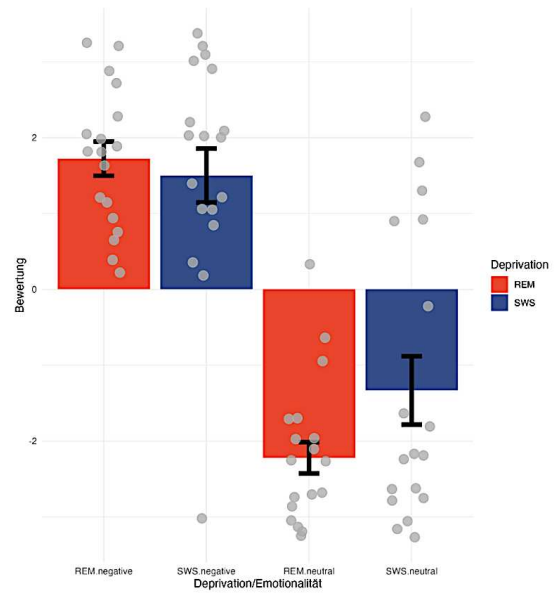 2
0
-2
Bewertung
REM.negative
SWS.negative
REM.neutral
SWS.neutral
Deprivation/Emotionalität
Deprivation
REM
SWS